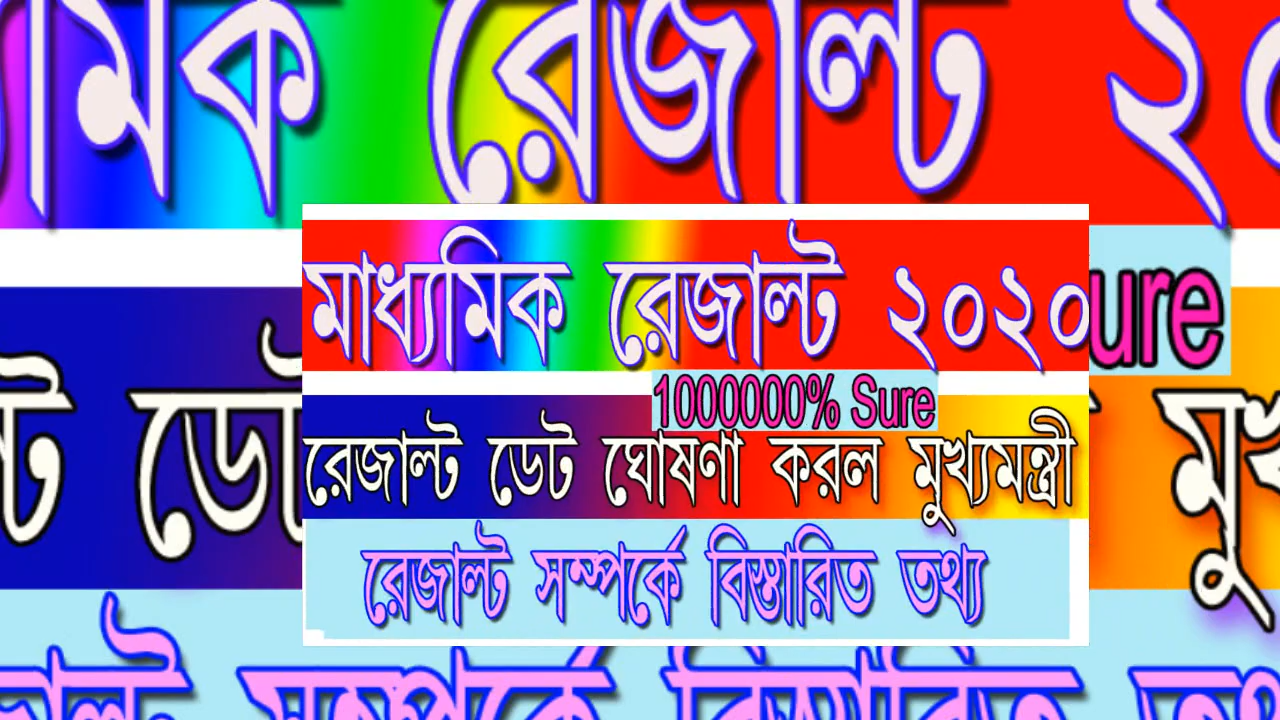 মাধ্যমিক রেজাল্ট ২০২০
1000000% Sure
রেজাল্ট ডেট ঘোষণা করল মুখ্যমন্ত্রী
রেজাল্ট সম্পর্কে বিস্তারিত তথ্য